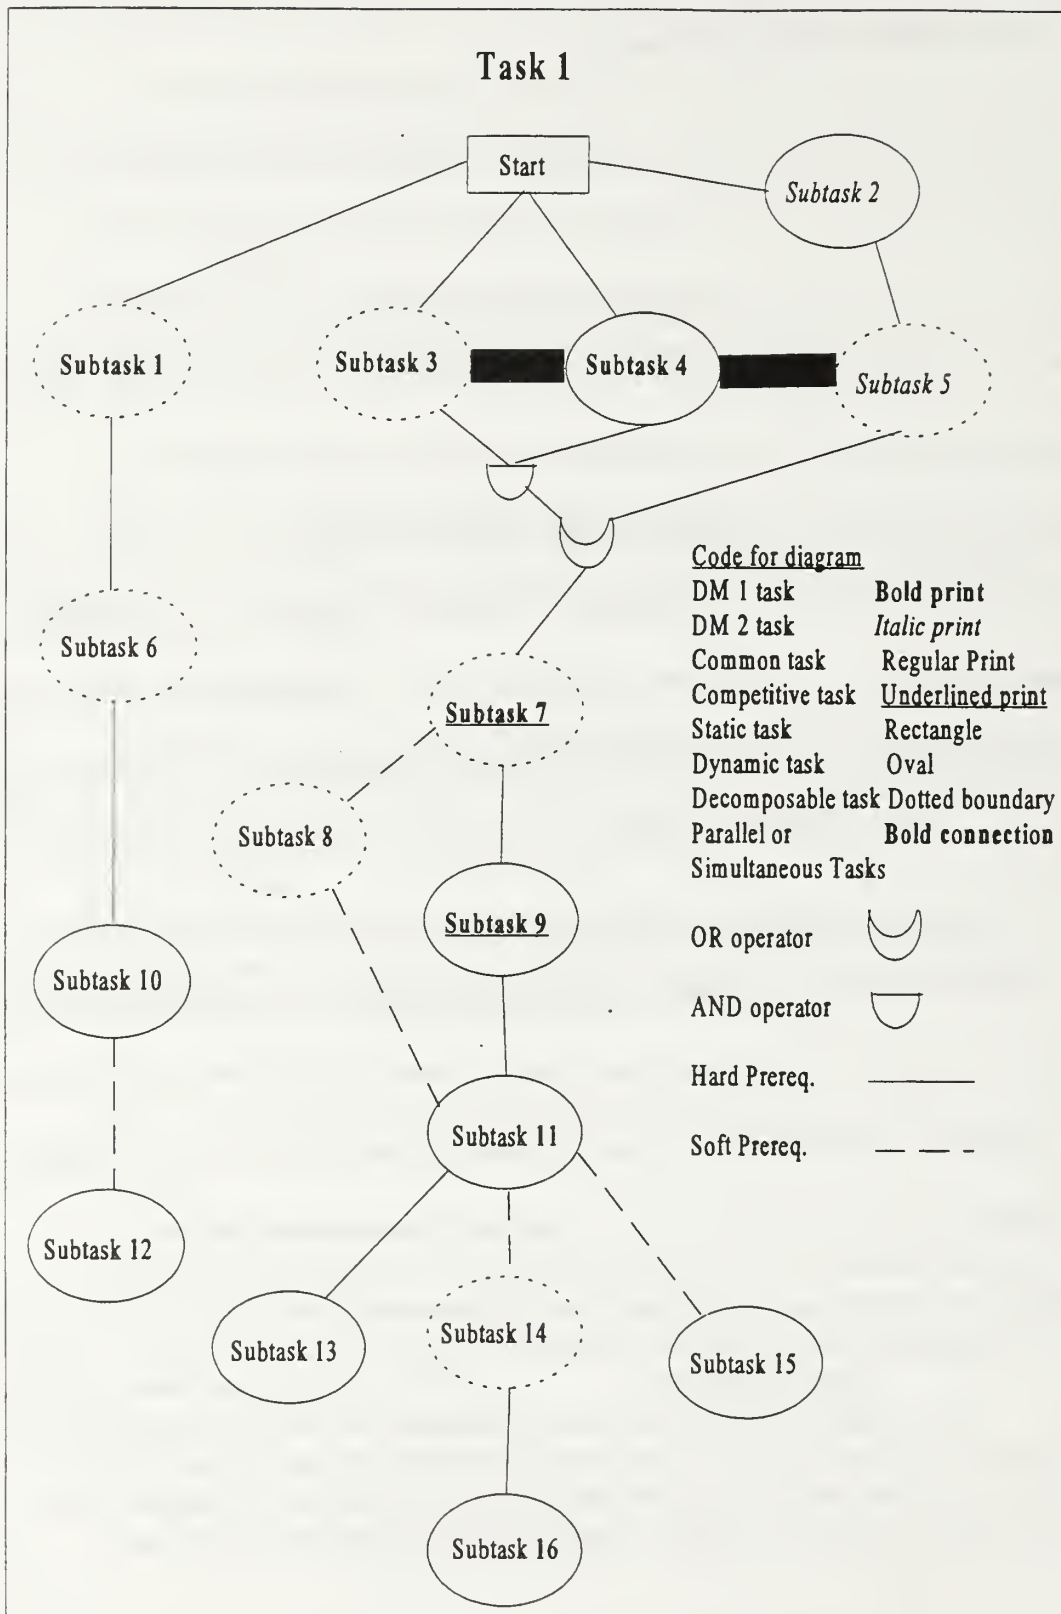 Task 1
Start
Subtask 2
Subtask 1
Subtask 3
Subtask 4
Subtask 5
Code for diagram
DM 1 task Bold print
DM 2 task Italic print
Common task Regular Print
Competitive task Underlined print
Static task Rectangle
Dynamic task Oval
Decomposable task Dotted boundary
Parallel or Bold connection
Simultaneous Tasks
OR operator
AND operator
Hard Prereq.
Soft Prereq.
Subtask 6
Subtask 7
Subtask 8
Subtask 9
Subtask 10
Subtask 11
Subtask 12
Subtask 13
Subtask 14
Subtask 15
Subtask 16